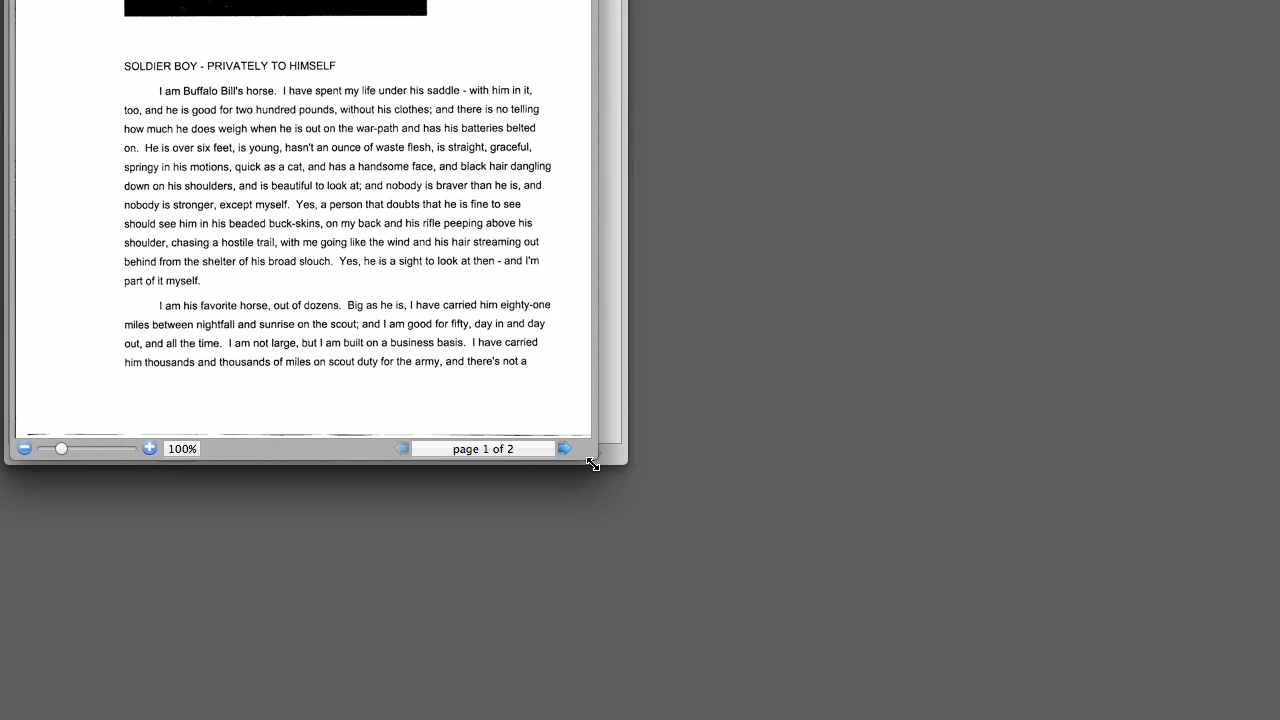 SOLDIER BOY - PRIVATELY TO HIMSELF
I am Buffalo Bill's horse.  I have spent my life under his saddle - with him in it,
too, and he is good for two hundred pounds, without his clothes; and there is no telling
how much he does weigh when he is out on the war-path and has his batteries belted
on.  He is over six feet, is young, hasn't an ounce of waste flesh, is straight, graceful,
springy in his motions, quick as a cat, and has a handsome face, and black hair dangling
down on his shoulders, and is beautiful to look at; and nobody is braver than he is, and
nobody is stronger, except myself.  Yes, a person that doubts that he is fine to see
should see him in his beaded buck-skins, on my back and his rifle peeping above his
shoulder, chasing a hostile trail, with me going like the wind and his hair streaming out
behind from the shelter of his broad slouch.  Yes, he is a sight to look at then - and I'm
part of it myself.
I am his favorite horse, out of dozens.  Big as he is, I have carried him eighty-one
miles between nightfall and sunrise on the scout; and I am good for fifty, day in and day
out, and all the time.  I am not large, but I am built on a business basis.  I have carried
him thousands and thousands of miles on scout duty for the army, and there's not a
100%
page 1 of 2